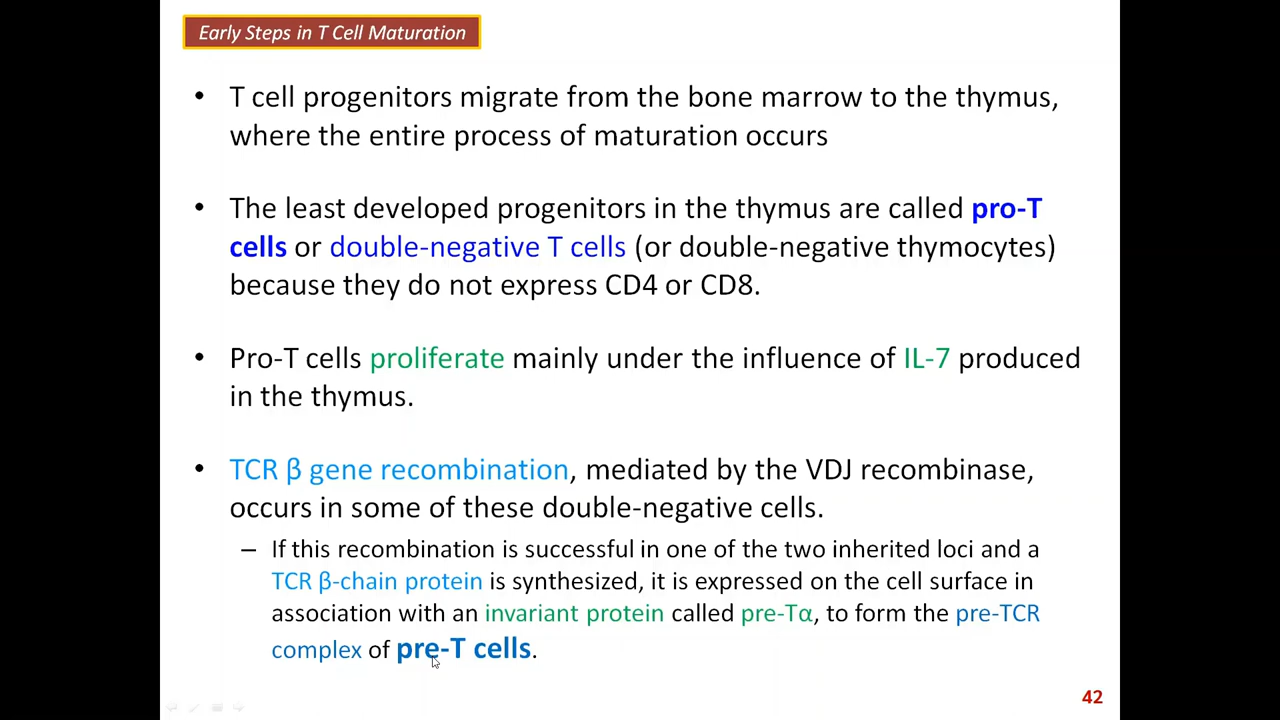 Early Steps in T Cell Maturation
• T cell progenitors migrate from the bone marrow to the thymus,
where the entire process of maturation occurs
• The least developed progenitors in the thymus are called pro-T
cells or double-negative T cells (or double-negative thymocytes)
because they do not express CD4 or CD8.
• Pro-T cells proliferate mainly under the influence of IL-7 produced
in the thymus.
• TCR β gene recombination, mediated by the VDJ recombinase,
occurs in some of these double-negative cells.
– If this recombination is successful in one of the two inherited loci and a
TCR β-chain protein is synthesized, it is expressed on the cell surface in
association with an invariant protein called pre-Tα, to form the pre-TCR
complex of pre-T cells.
42